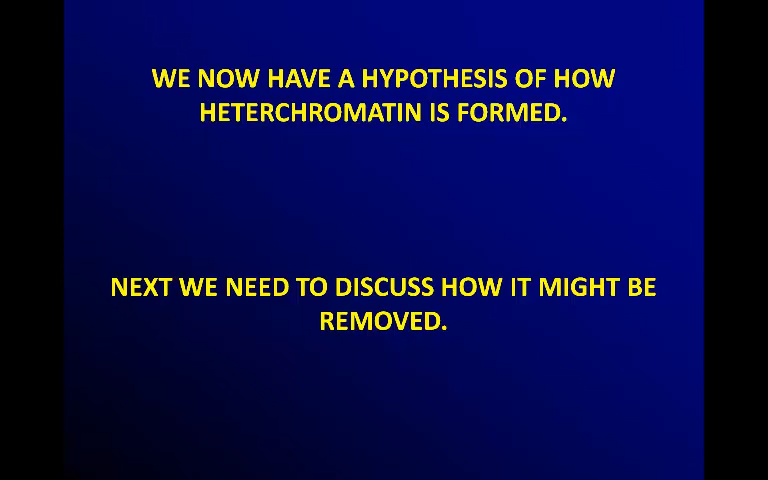 WE NOW HAVE A HYPOTHESIS OF HOW
HETERCHROMATIN IS FORMED.
NEXT WE NEED TO DISCUSS HOW IT MIGHT BE
REMOVED.